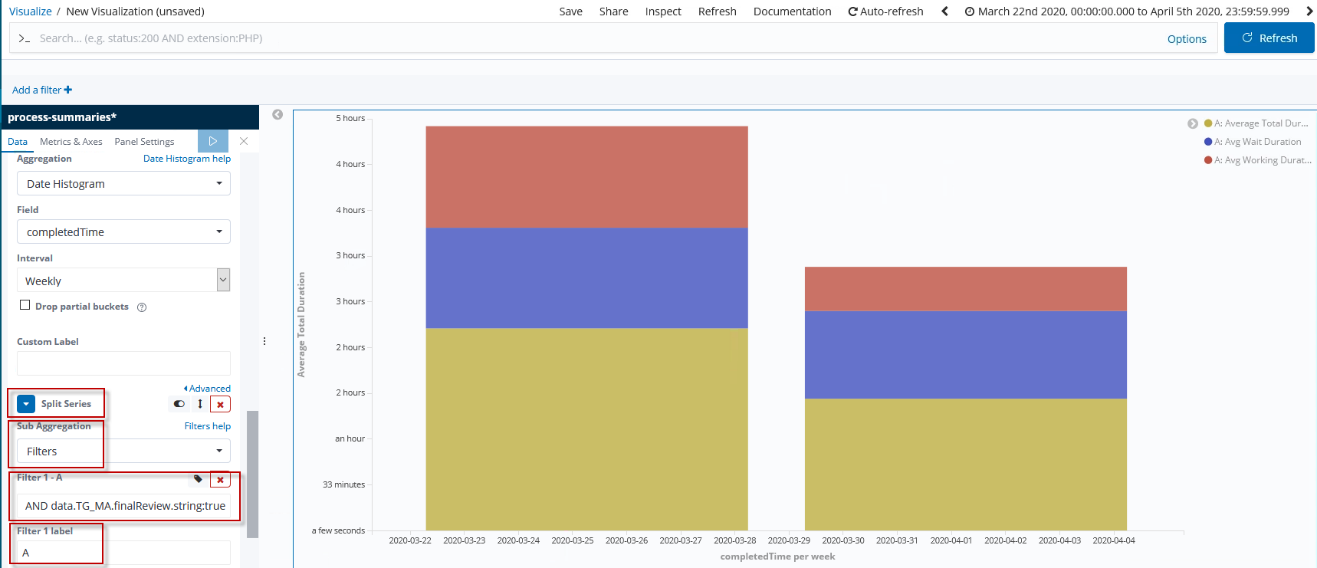 Visualize / New Visualization (unsaved)
Save Share Inspect Refresh Documentation Auto-refresh March 22nd 2020, 00:00:00.000 to April 5th 2020, 23:59:59.999
>_ Search... (e.g. status:200 AND extension:PHP) Options Refresh
Add a filter +
process-summaries*
Data Metrics & Axes Panel Settings
Aggregation Date Histogram help
Date Histogram
Field
completedTime
Interval
Weekly
Drop partial buckets
Custom Label
Advanced
Split Series
Sub Aggregation Filters help
Filters
Filter 1 - A
AND data.TG_MA.finalReview.string:true
Filter 1 label
A
Average Total Duration
5 hours
4 hours
4 hours
3 hours
3 hours
2 hours
2 hours
an hour
33 minutes
a few seconds
2020-03-22 2020-03-23 2020-03-24 2020-03-25 2020-03-26 2020-03-27 2020-03-28 2020-03-29 2020-03-30 2020-03-31 2020-04-01 2020-04-02 2020-04-03 2020-04-04
completedTime per week
A: Average Total Dur...
A: Avg Wait Duration
A: Avg Working Durat...